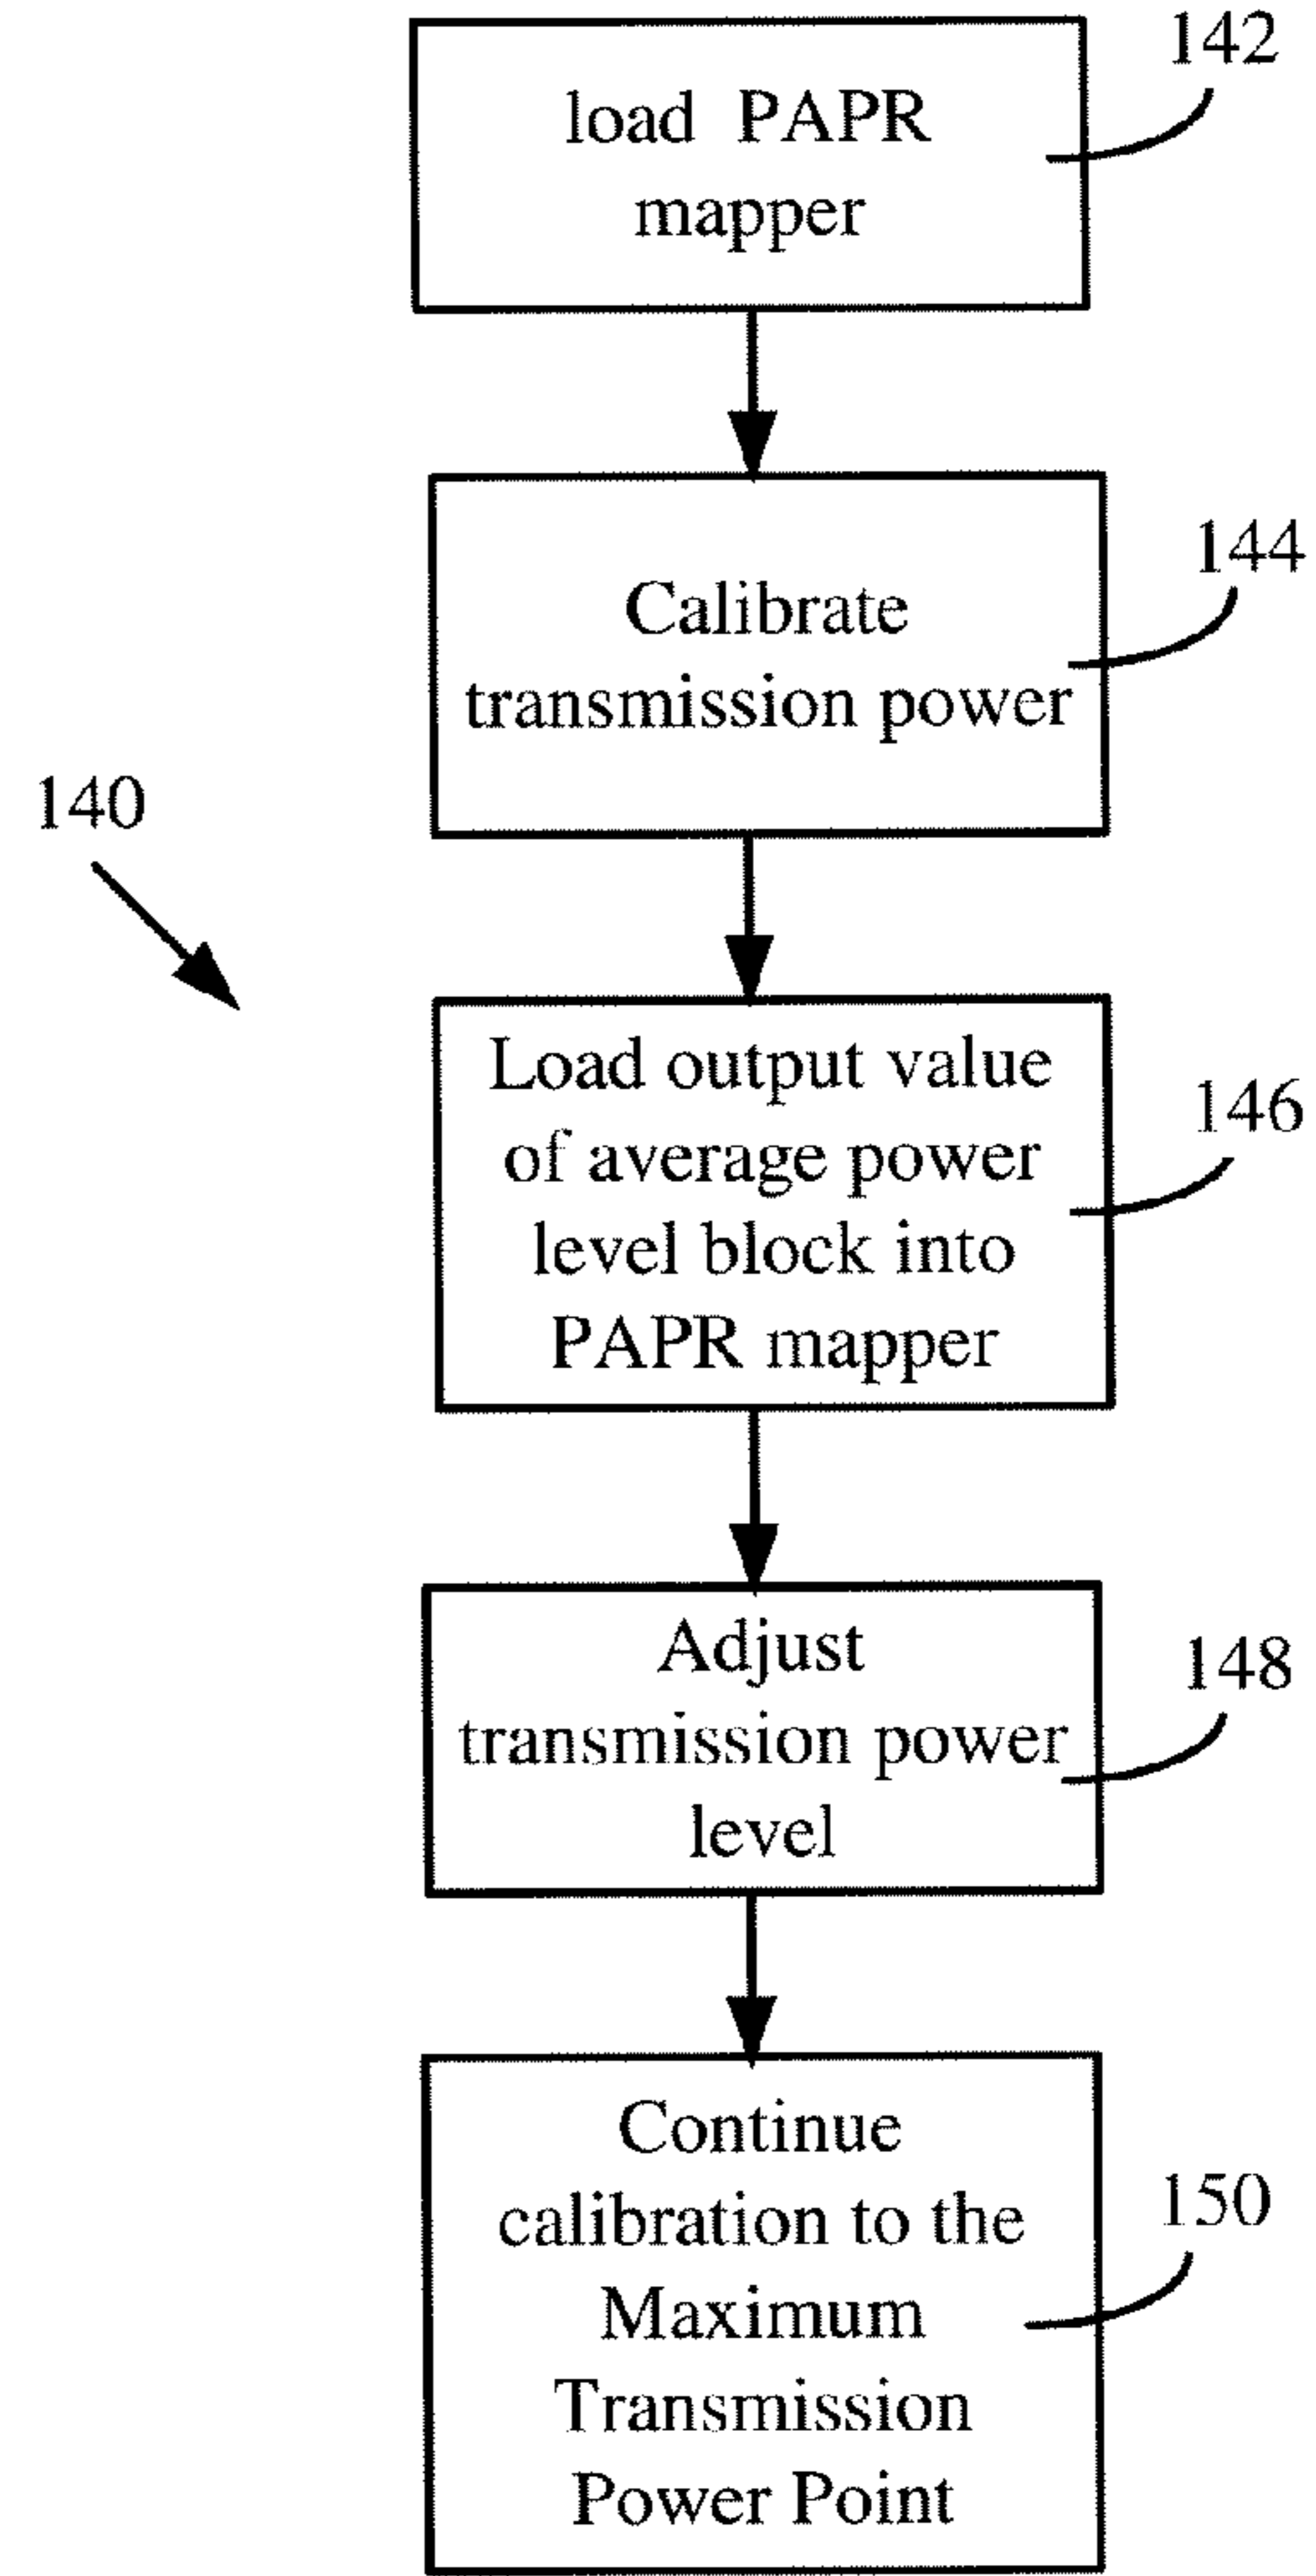 142
load PAPR
mapper
144
Calibrate
transmission power
140
Load output value
of average power
level block into
PAPR mapper
146
Adjust
transmission power
level
148
Continue
calibration to the
Maximum
Transmission
Power Point
150